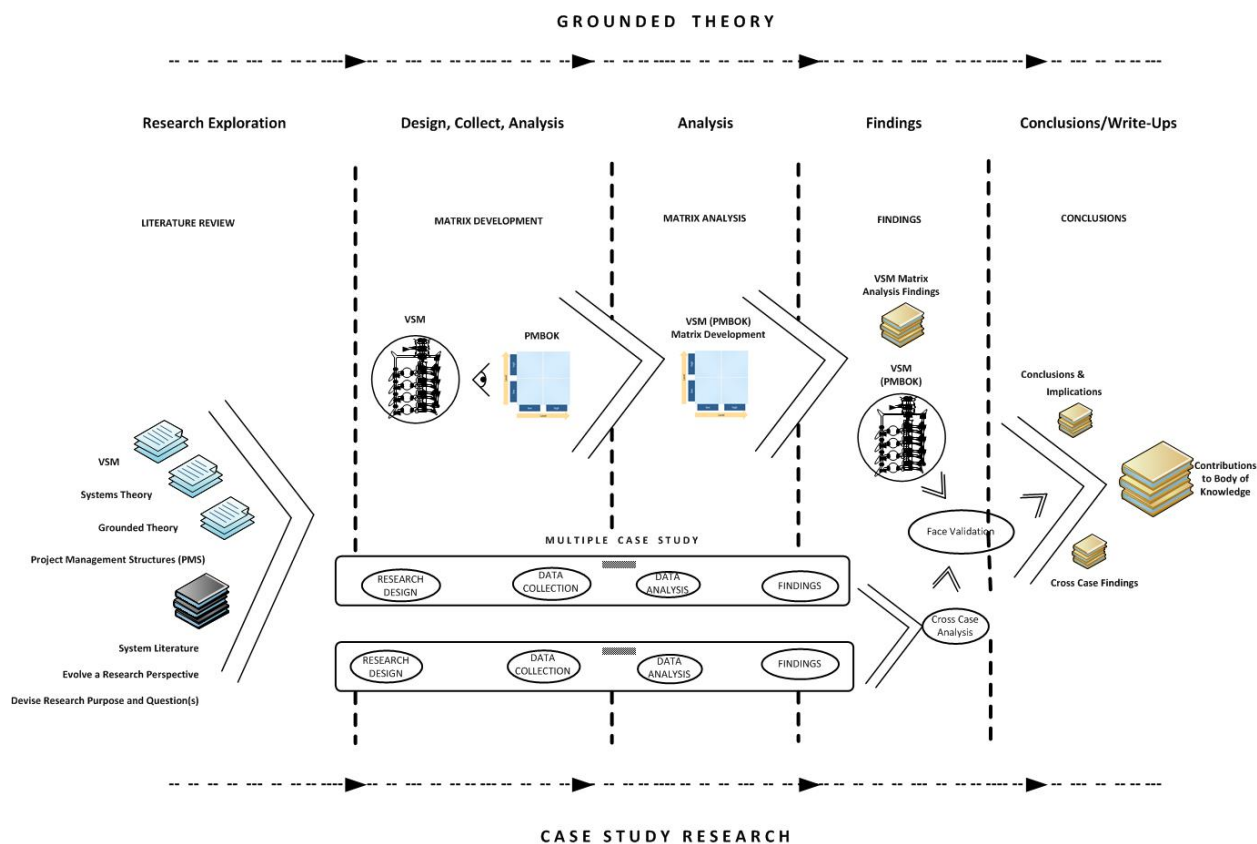 GROUNDED THEORY
Research Exploration
Design, Collect, Analysis
Analysis
Findings
Conclusions/Write-Ups
LITERATURE REVIEW
MATRIX DEVELOPMENT
MATRIX ANALYSIS
FINDINGS
CONCLUSIONS
VSM
PMBOK
VSM (PMBOK)
Matrix Development
VSM Matrix
Analysis Findings
VSM
(PMBOK)
Conclusions &
Implications
Contributions
to Body of
Knowledge
Cross Case Findings
VSM
Systems Theory
Grounded Theory
Project Management Structures (PMS)
System Literature
Evolve a Research Perspective
Devise Research Purpose and Question(s)
Face Validation
MULTIPLE CASE STUDY
RESEARCH
DESIGN
DATA
COLLECTION
DATA
ANALYSIS
FINDINGS
Cross Case
Analysis
RESEARCH
DESIGN
DATA
COLLECTION
DATA
ANALYSIS
FINDINGS
CASE STUDY RESEARCH